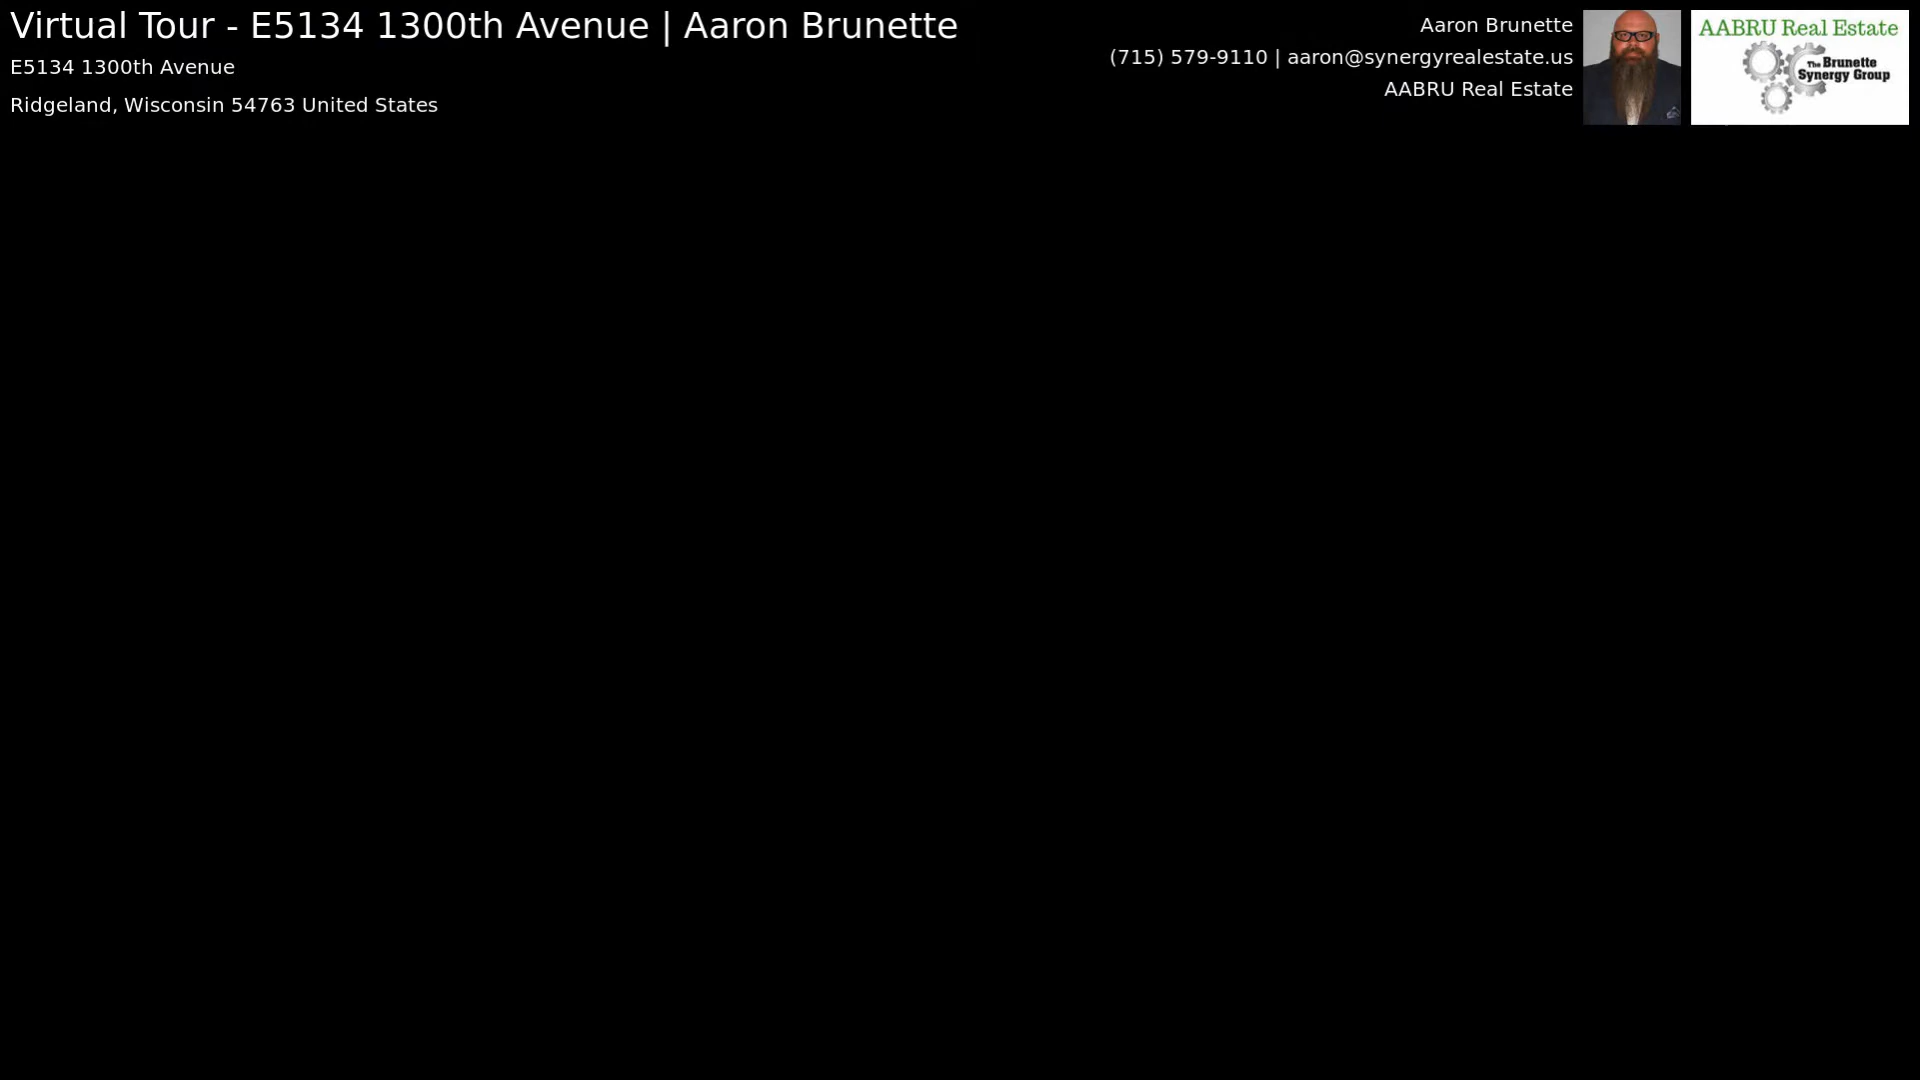 Virtual Tour - E5134 1300th Avenue | Aaron Brunette
E5134 1300th Avenue
Ridgeland, Wisconsin 54763 United States
Aaron Brunette
(715) 579-9110 | aaron@synergyrealestate.us
AABRU Real Estate
AABRU Real Estate
The Brunette
Synergy Group